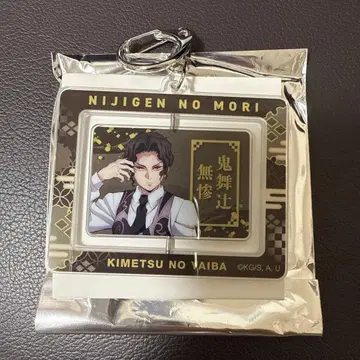 NIJIGEN NO MORI
鬼舞辻
無惨
KIMETSU NO YAIBA
©KG/S, A, U